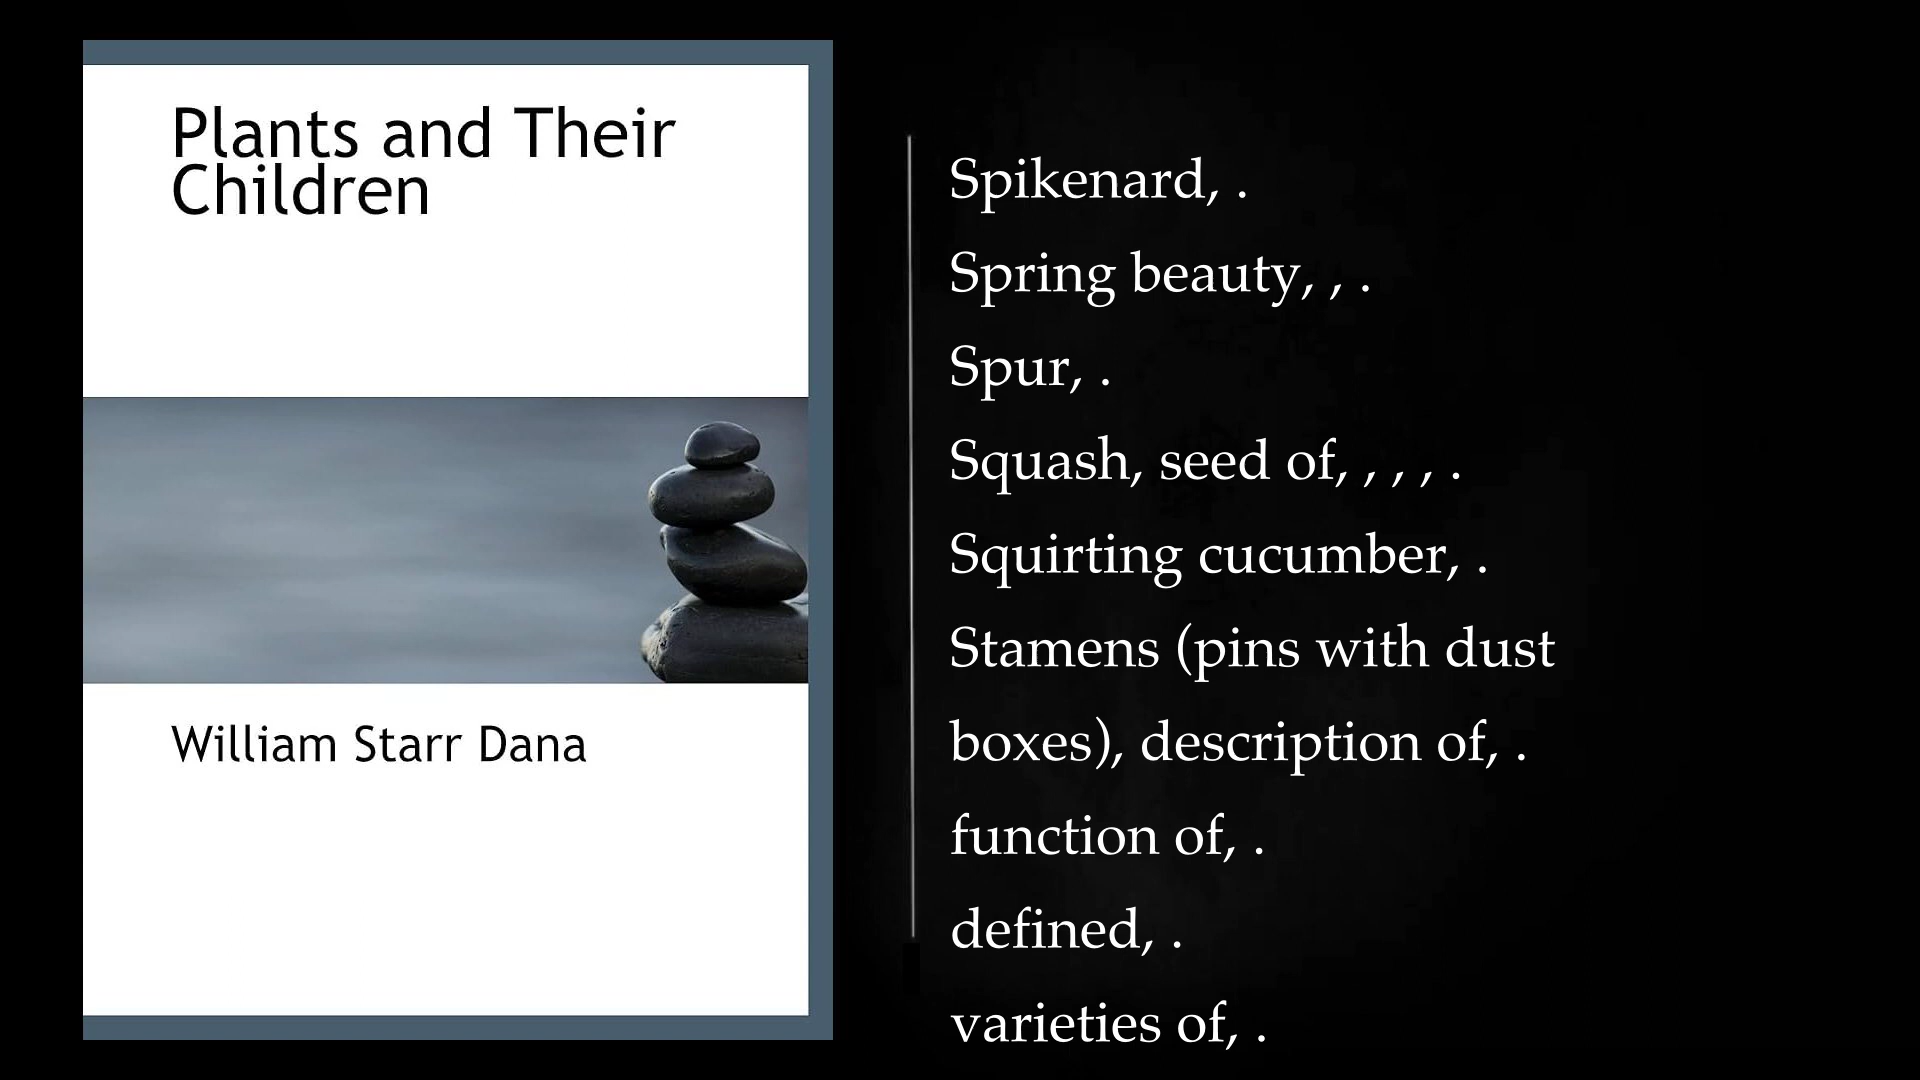 Plants and Their
Children
William Starr Dana
Spikenard, .
Spring beauty, , .
Spur, .
Squash, seed of, , , , .
Squirting cucumber, .
Stamens (pins with dust
boxes), description of, .
function of, .
defined, .
varieties of, .